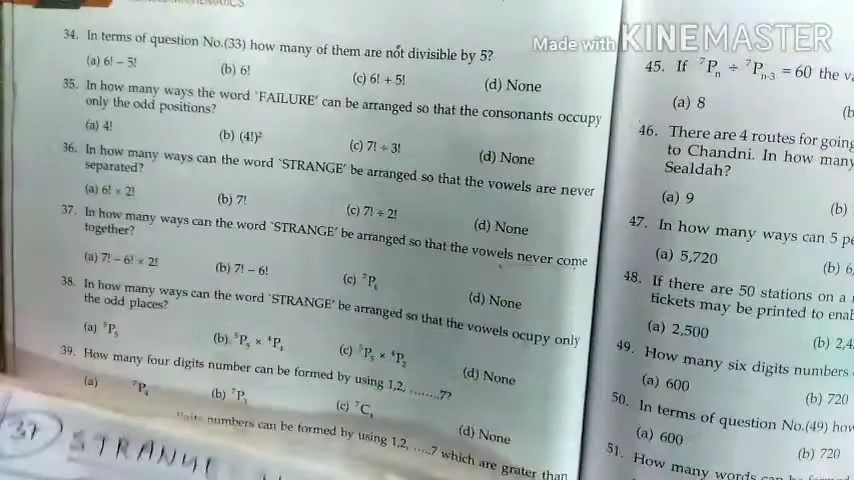 34. In terms of question No.(33) how many of them are not divisible by 5?
(a) 6! – 5! (b) 6! (c) 6! + 5! (d) None
35. In how many ways the word `FAILURE' can be arranged so that the consonants occupy
only the odd positions?
(a) 4! (b) (4!)² (c) 7! ÷ 3! (d) None
36. In how many ways can the word `STRANGE' be arranged so that the vowels are never
separated?
(a) 6! × 2! (b) 7! (c) 7! ÷ 2! (d) None
37. In how many ways can the word `STRANGE' be arranged so that the vowels never come
together?
(a) 7! – 6! × 2! (b) 7! – 6! (c) ⁷P₆ (d) None
38. In how many ways can the word `STRANGE' be arranged so that the vowels ocupy only
the odd places?
(a) ⁵P₅ (b) ⁵P₅ × ⁴P₄ (c) ⁵P₅ × ⁴P₂ (d) None
39. How many four digits number can be formed by using 1,2, ........7?
(a) ⁷P₄ (b) ⁷P₃ (c) ⁷C₄ (d) None
numbers can be formed by using 1,2, .....7 which are grater than
37 STRANGE
Made with KINEMASTER
45. If ⁷Pₙ ÷ ⁷Pₙ₋₃ = 60 the
(a) 8
46. There are 4 routes for going
to Chandni. In how many
Sealdah?
(a) 9 (b)
47. In how many ways can 5
(a) 5,720 (b)
48. If there are 50 stations on a
tickets may be printed to
(a) 2,500 (b)
49. How many six digits numbers
(a) 600 (b) 720
50. In terms of question No.(49)
(a) 600 (b) 720
51. How many words can be